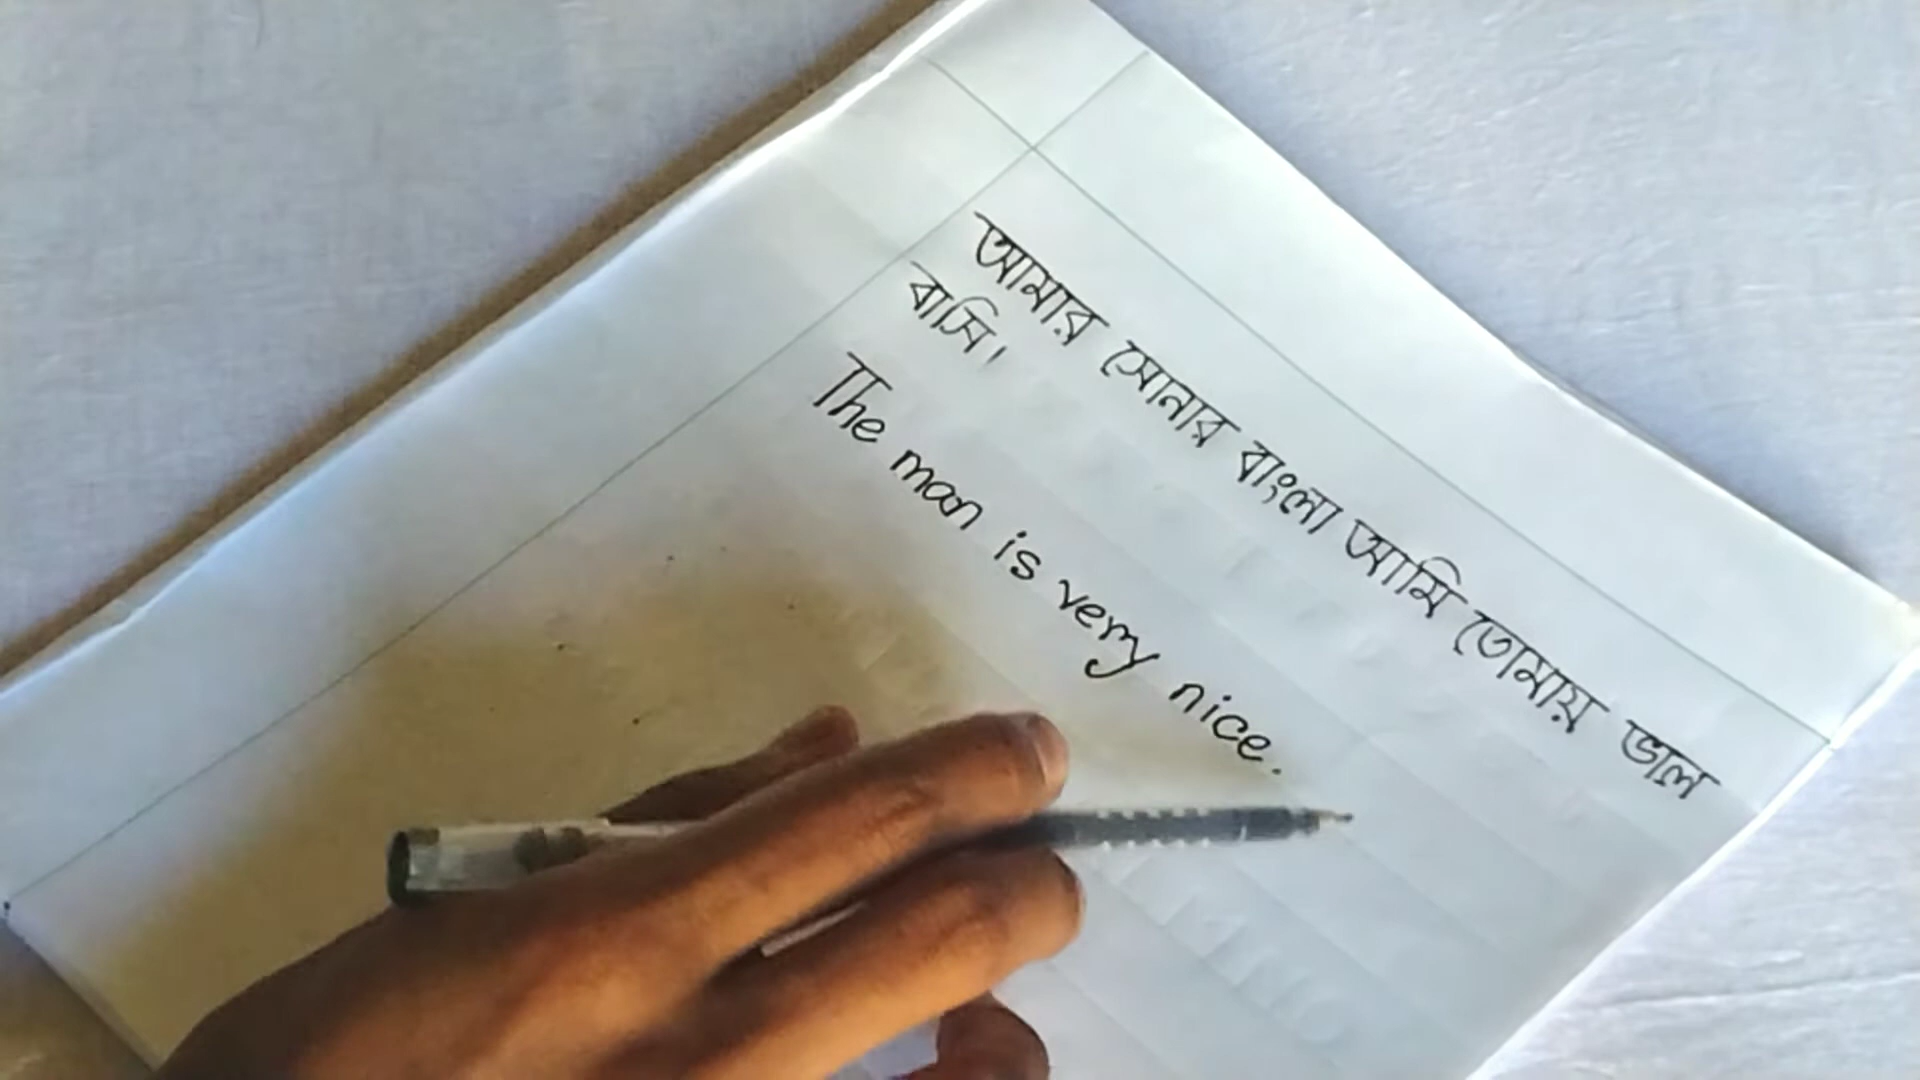 আমার সোনার বাংলা আমি তোমায় ভাল
বাসি।
The man is very nice.